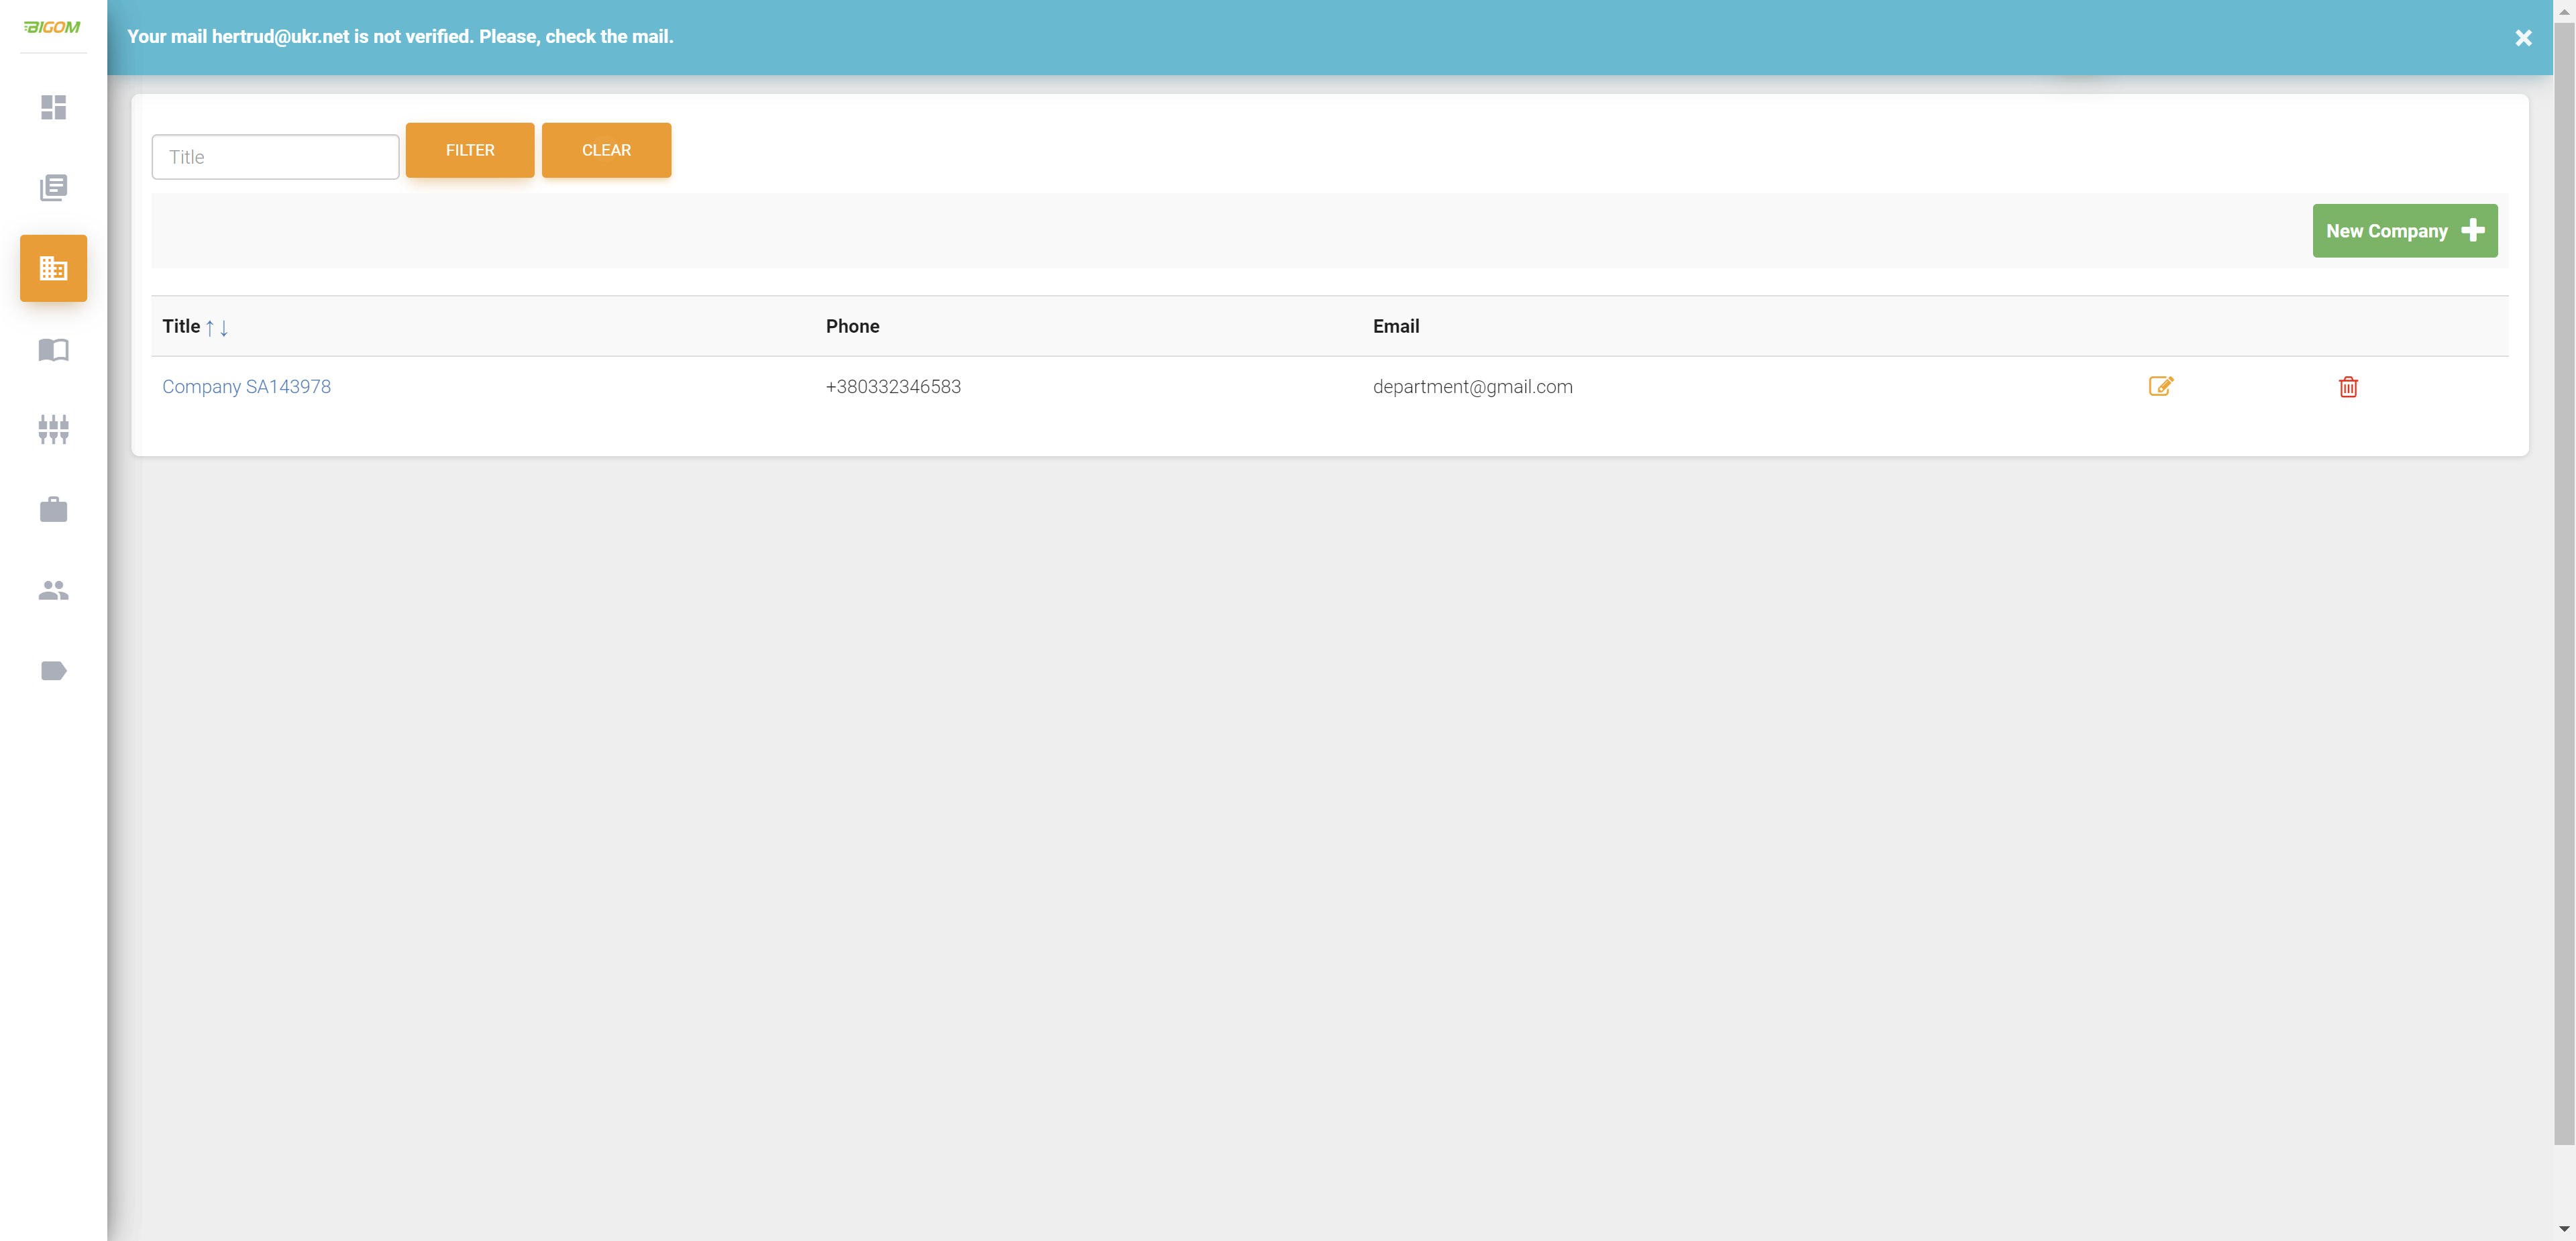 BIGOM
Your mail hertrud@ukr.net is not verified. Please, check the mail.
Title
FILTER
CLEAR
New Company
Title ↑↓ Phone Email
Company SA143978 +380332346583 department@gmail.com